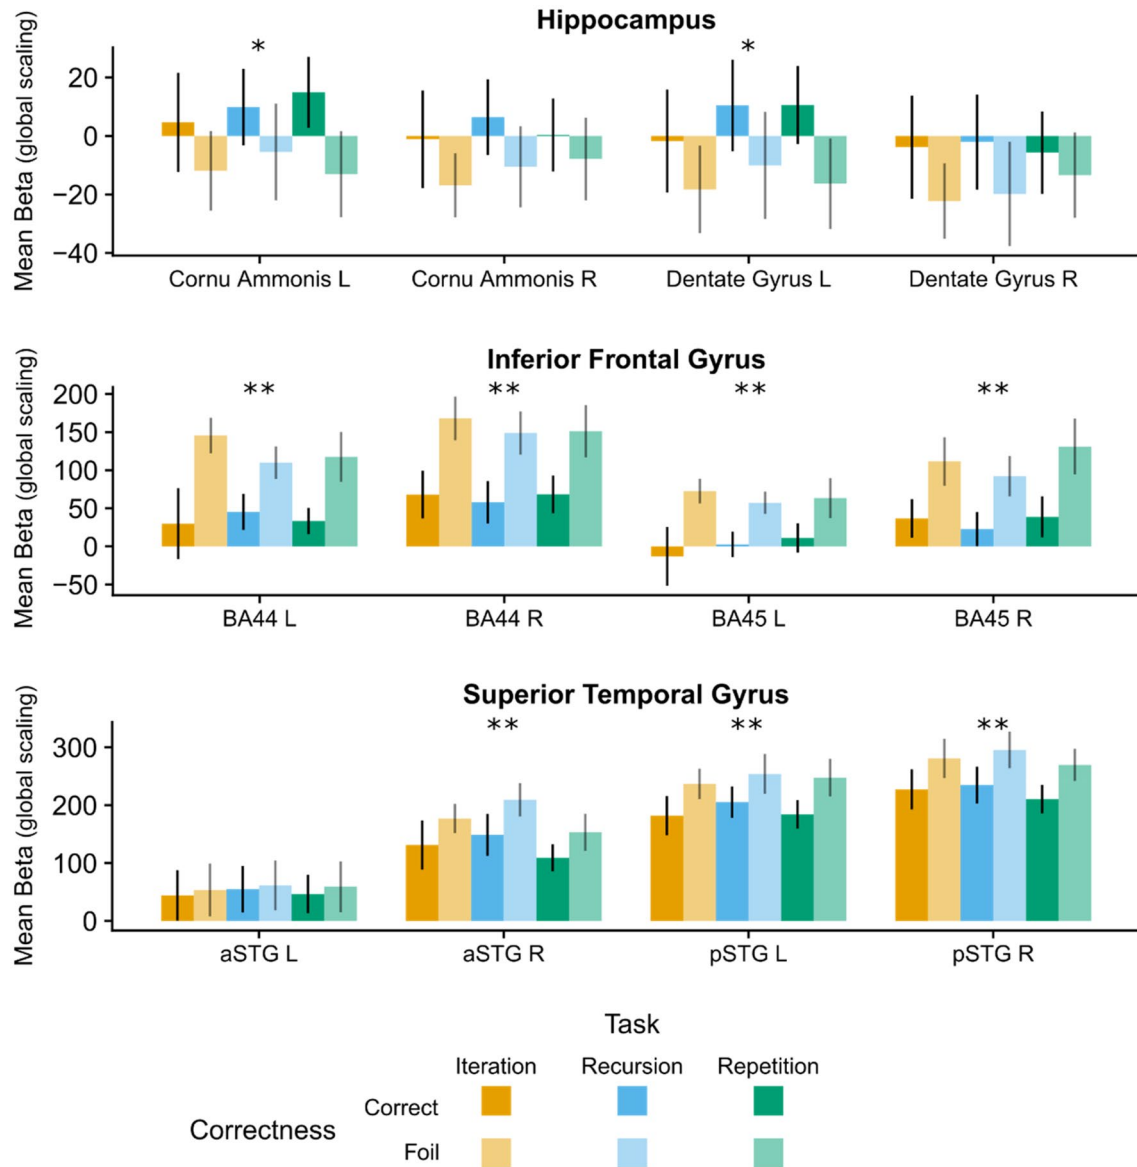 Hippocampus
Mean Beta (global scaling)
* *
20
0
−20
−40
Cornu Ammonis L Cornu Ammonis R Dentate Gyrus L Dentate Gyrus R
Inferior Frontal Gyrus
Mean Beta (global scaling)
** ** ** **
200
150
100
50
0
−50
BA44 L BA44 R BA45 L BA45 R
Superior Temporal Gyrus
Mean Beta (global scaling)
** ** **
300
200
100
0
aSTG L aSTG R pSTG L pSTG R
Task
Iteration Recursion Repetition
Correct
Correctness
Foil